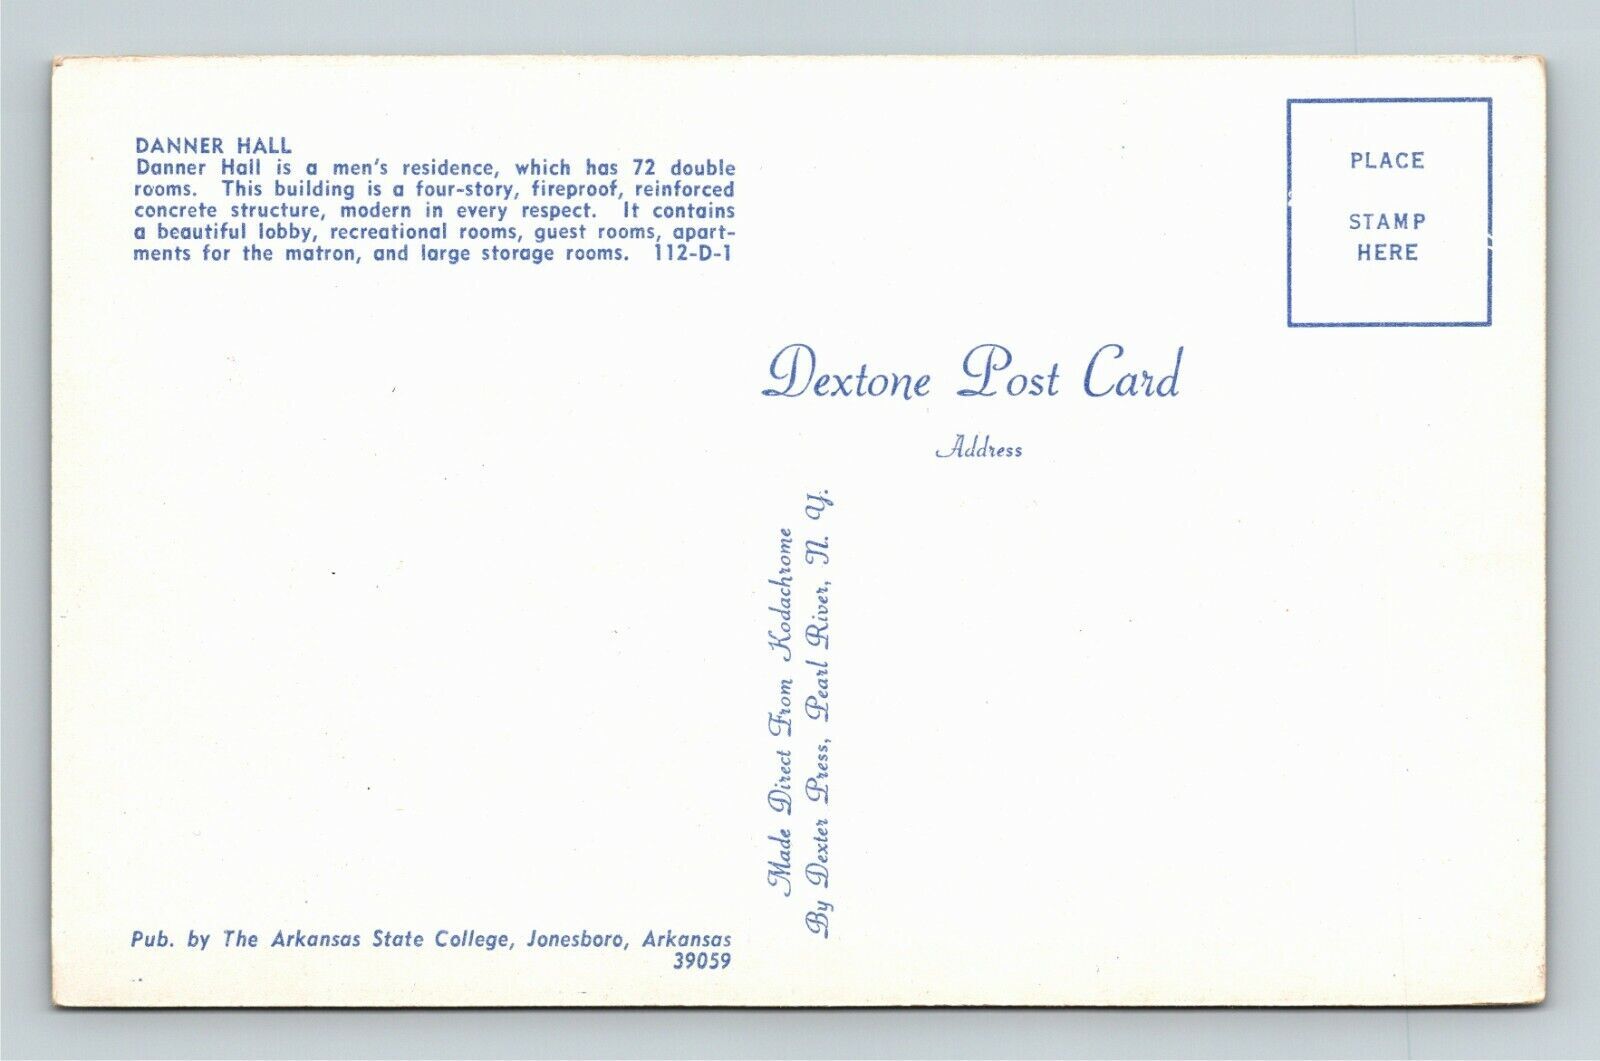 DANNER HALL
Danner Hall is a men's residence, which has 72 double
rooms. This building is a four-story, fireproof, reinforced
concrete structure, modern in every respect. It contains
a beautiful lobby, recreational rooms, guest rooms, apart-
ments for the matron, and large storage rooms. 112-D-1
PLACE
STAMP
HERE
Dextone Post Card
Address
Made Direct From Kodachrome
By Dexter Press, Pearl River, N. Y.
Pub. by The Arkansas State College, Jonesboro, Arkansas
39059